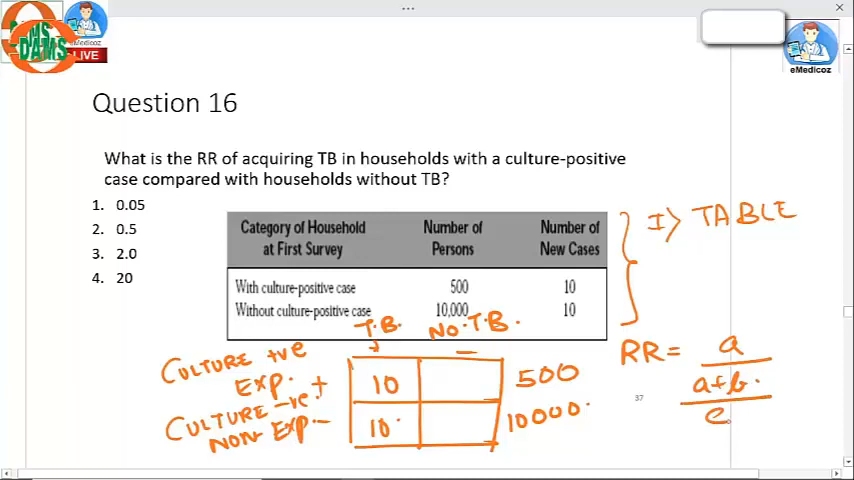 AMS
DAMS
LIVE
eMedicoz
Question 16
What is the RR of acquiring TB in households with a culture-positive
case compared with households without TB?
1. 0.05
2. 0.5
3. 2.0
4. 20
Category of Household at First Survey Number of Persons Number of New Cases
With culture-positive case 500 10
Without culture-positive case 10,000 10
I> TABLE
T.B. No. T.B.
+ −
CULTURE +ve
EXP. + 10 500
CULTURE -ve
NON-EXP. − 10 10000.
RR = a
a+b.
c
37